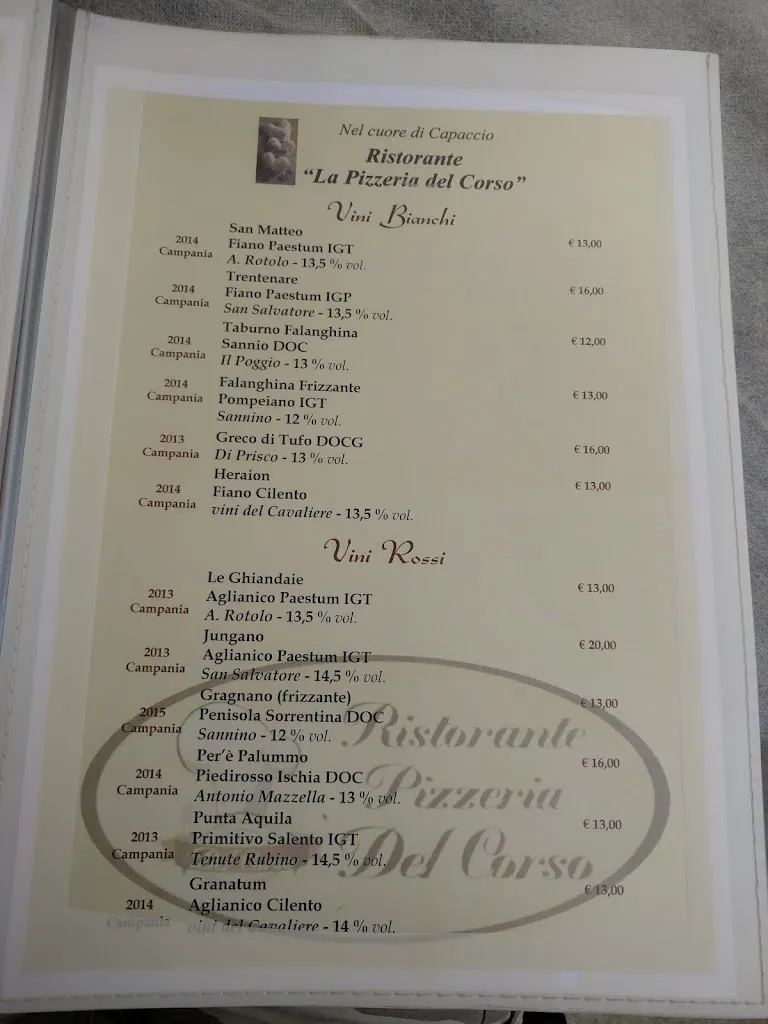 Nel cuore di Capaccio
Ristorante
"La Pizzeria del Corso"
Vini Bianchi
San Matteo
2014 Fiano Paestum IGT € 13,00
Campania A. Rotolo - 13,5 % vol.
Trentenare
2014 Fiano Paestum IGP € 16,00
Campania San Salvatore - 13,5 % vol.
Taburno Falanghina
2014 Sannio DOC € 12,00
Campania Il Poggio - 13 % vol.
2014 Falanghina Frizzante
Campania Pompeiano IGT € 13,00
Sannino - 12 % vol.
2013 Greco di Tufo DOCG € 16,00
Campania Di Prisco - 13 % vol.
Heraion
2014 Fiano Cilento € 13,00
Campania vini del Cavaliere - 13,5 % vol.
Vini Rossi
Le Ghiandaie
2013 Aglianico Paestum IGT € 13,00
Campania A. Rotolo - 13,5 % vol.
Jungano
2013 Aglianico Paestum IGT € 20,00
Campania San Salvatore - 14,5 % vol.
Gragnano (frizzante)
2015 Penisola Sorrentina DOC € 13,00
Campania Sannino - 12 % vol.
Per'è Palummo
2014 Piedirosso Ischia DOC € 16,00
Campania Antonio Mazzella - 13 % vol.
Punta Aquila
2013 Primitivo Salento IGT € 13,00
Campania Tenute Rubino - 14,5 % vol.
Granatum
2014 Aglianico Cilento € 13,00
Campania vini del Cavaliere - 14 % vol.
Ristorante
Pizzeria
Del Corso